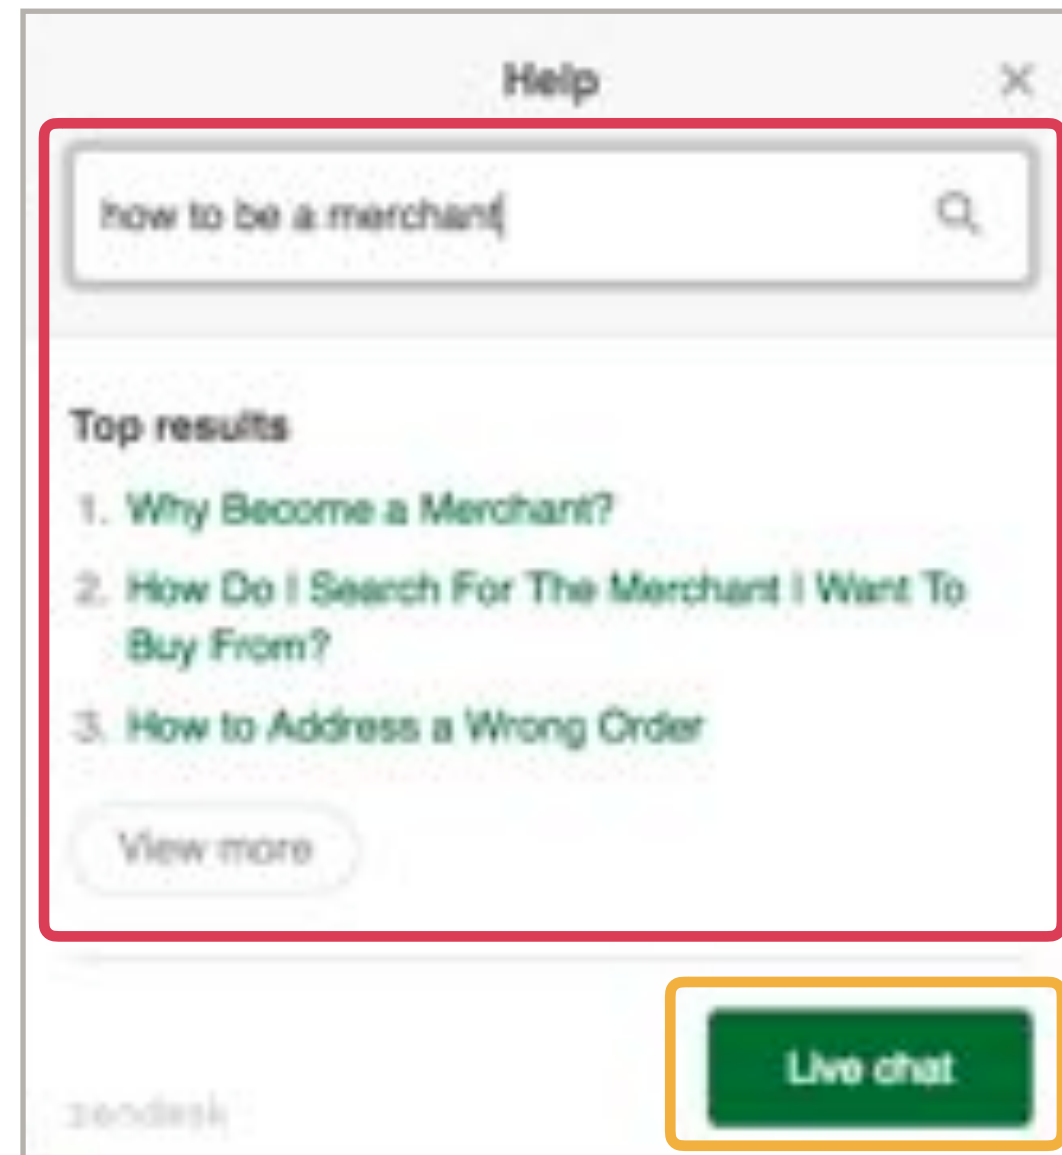 Help
how to be a merchant
Top results
1. Why Become a Merchant?
2. How Do I Search For The Merchant I Want To
Buy From?
3. How to Address a Wrong Order
View more
Live chat
zendesk